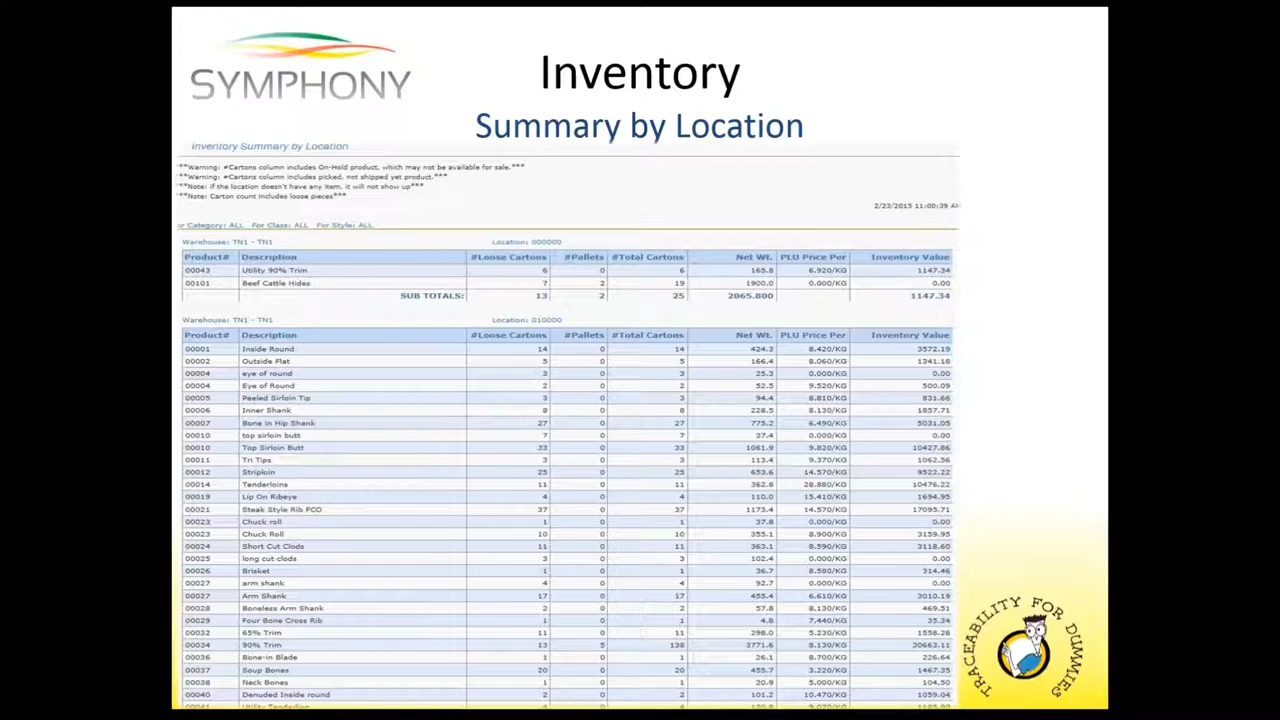 SYMPHONY
Inventory
Summary by Location
Inventory Summary by Location
***Warning: #Cartons column includes On-Hold product, which may not be available for sale.***
***Warning: #Cartons column includes picked, not shipped yet product.***
***Note: if the location doesn't have any item, it will not show up***
***Note: Carton count includes loose pieces***
2/23/2015 11:00:39 AM
or Category: ALL For Class: ALL For Style: ALL
Warehouse: TN1 - TN1 Location: 000000
Product# Description #Loose Cartons #Pallets #Total Cartons Net Wt. PLU Price Per Inventory Value
00043 Utility 90% Trim 6 0 6 165.8 6.920/KG 1147.34
00101 Beef Cattle Hides 7 2 19 1900.0 0.000/KG 0.00
SUB TOTALS: 13 2 25 2065.800 1147.34
Warehouse: TN1 - TN1 Location: 010000
Product# Description #Loose Cartons #Pallets #Total Cartons Net Wt. PLU Price Per Inventory Value
00001 Inside Round 14 0 14 424.3 8.420/KG 3572.19
00002 Outside Flat 5 0 5 166.4 8.060/KG 1341.18
00004 eye of round 3 0 3 25.3 0.000/KG 0.00
00004 Eye of Round 2 0 2 52.5 9.520/KG 500.09
00005 Peeled Sirloin Tip 3 0 3 94.4 8.810/KG 831.66
00006 Inner Shank 8 0 8 228.5 8.130/KG 1857.71
00007 Bone in Hip Shank 27 0 27 775.2 6.490/KG 5031.05
00010 top sirloin butt 7 0 7 37.4 0.000/KG 0.00
00010 Top Sirloin Butt 33 0 33 1061.9 9.820/KG 10427.86
00011 Tri Tips 3 0 3 113.4 9.370/KG 1062.56
00012 Striploin 25 0 25 653.6 14.570/KG 9522.22
00014 Tenderloins 11 0 11 362.8 28.880/KG 10476.22
00019 Lip On Ribeye 4 0 4 110.0 15.410/KG 1694.95
00021 Steak Style Rib FCO 37 0 37 1173.4 14.570/KG 17095.71
00023 Chuck roll 1 0 1 37.8 0.000/KG 0.00
00023 Chuck Roll 10 0 10 355.1 8.900/KG 3159.95
00024 Short Cut Clods 11 0 11 363.1 8.590/KG 3118.60
00025 long cut clods 3 0 3 102.4 0.000/KG 0.00
00026 Brisket 1 0 1 36.7 8.580/KG 314.46
00027 arm shank 4 0 4 92.7 0.000/KG 0.00
00027 Arm Shank 17 0 17 455.4 6.610/KG 3010.19
00028 Boneless Arm Shank 2 0 2 57.8 8.130/KG 469.51
00029 Four Bone Cross Rib 1 0 1 4.8 7.440/KG 35.34
00032 65% Trim 11 0 11 298.0 5.230/KG 1558.28
00034 90% Trim 13 5 138 3771.6 8.130/KG 30663.11
00036 Bone-in Blade 1 0 1 26.1 8.700/KG 226.64
00037 Soup Bones 20 0 20 455.7 3.220/KG 1467.35
00038 Neck Bones 1 0 1 20.9 5.000/KG 104.50
00040 Denuded Inside round 2 0 2 101.2 10.470/KG 1059.04
00041 Utility Tenderloin
TRACEABILITY FOR DUMMIES